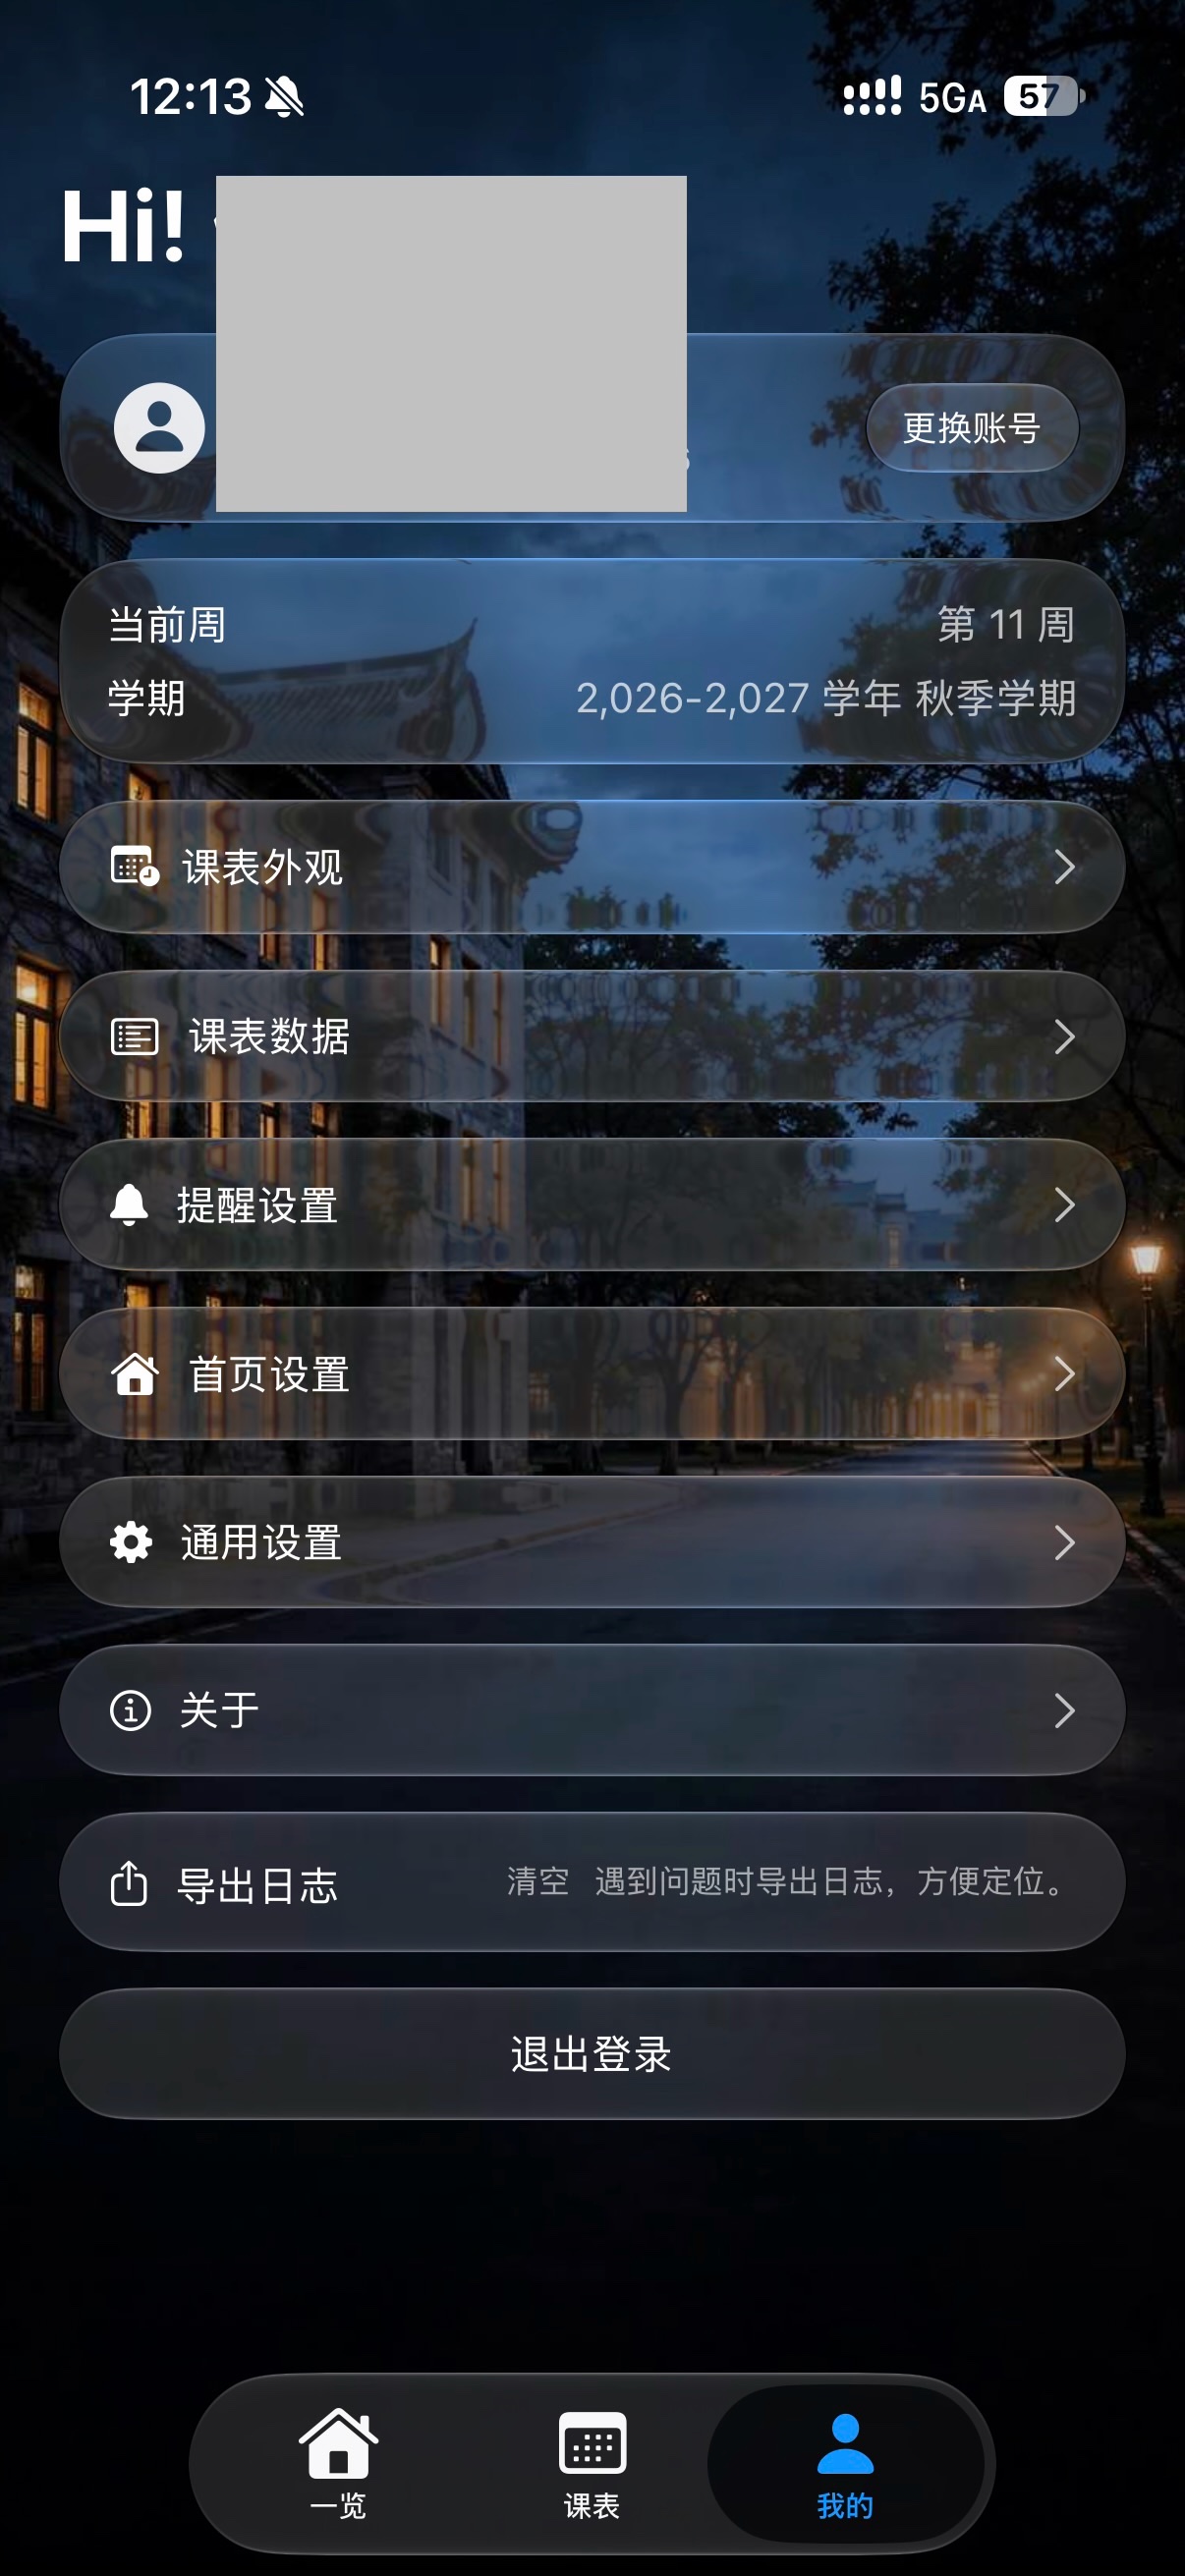 12:13 5GA 57
Hi!
更换账号
当前周 第 11 周
学期 2,026-2,027 学年 秋季学期
课表外观
课表数据
提醒设置
首页设置
通用设置
关于
导出日志 清空 遇到问题时导出日志，方便定位。
退出登录
一览 课表 我的